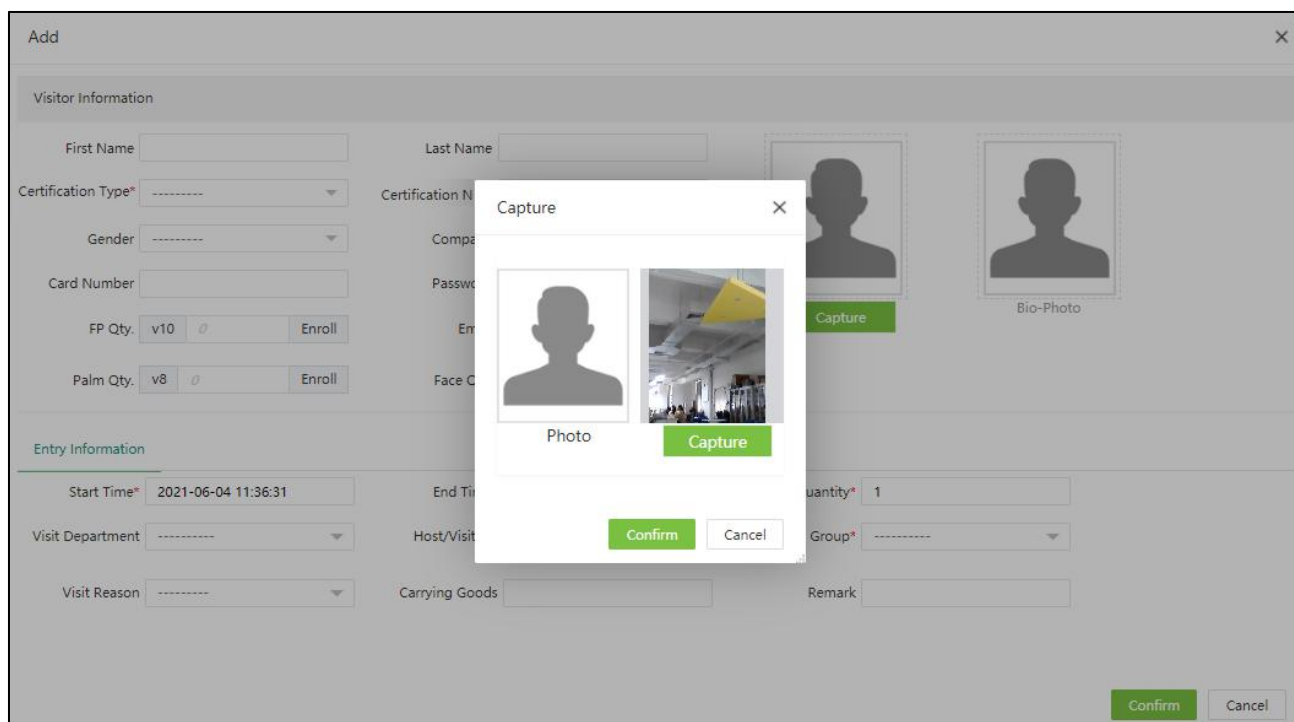 Add
Visitor Information
First Name
Last Name
Certification Type* ---------
Certification N
Gender ---------
Compa
Card Number
Passwo
FP Qty. v10 0 Enroll
Em
Palm Qty. v8 0 Enroll
Face Q
Capture
Bio-Photo
Capture
Photo
Capture
Confirm Cancel
Entry Information
Start Time* 2021-06-04 11:36:31
End Tim
uantity* 1
Visit Department ----------
Host/Visit
Group* ----------
Visit Reason ---------
Carrying Goods
Remark
Confirm Cancel